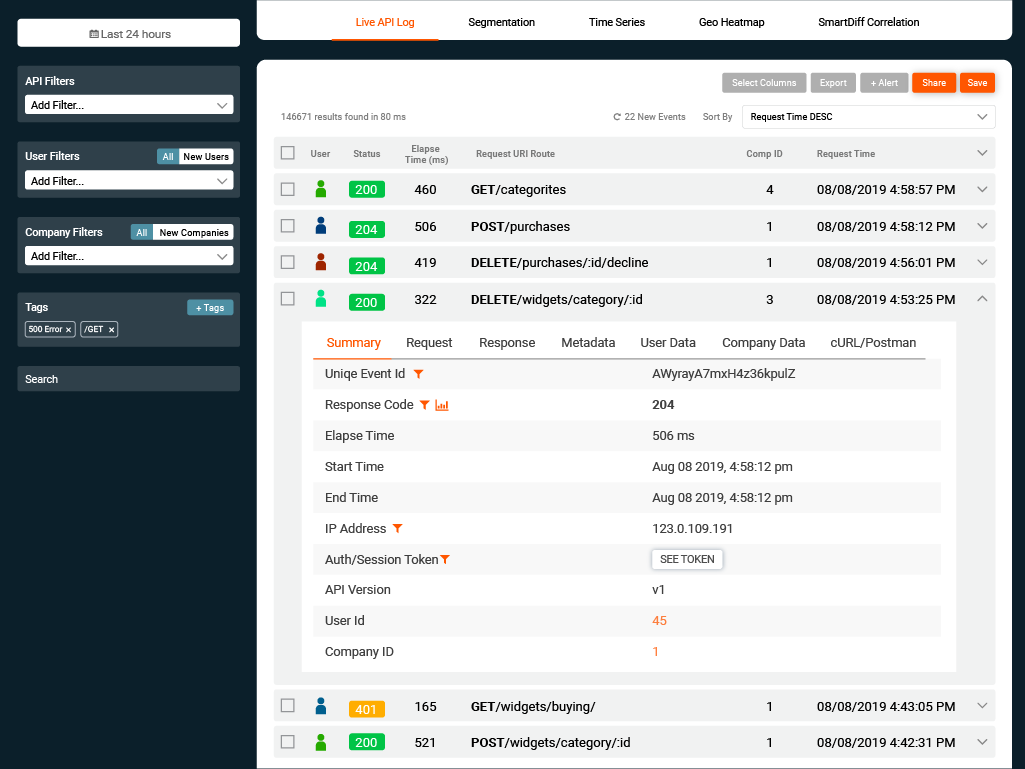 Last 24 hours
API Filters
Add Filter...
User Filters All New Users
Add Filter...
Company Filters All New Companies
Add Filter...
Tags + Tags
500 Error × /GET ×
Search
Live API Log Segmentation Time Series Geo Heatmap SmartDiff Correlation
Select Columns Export + Alert Share Save
146671 results found in 80 ms 22 New Events Sort By Request Time DESC
User Status Elapse Time (ms) Request URI Route Comp ID Request Time
200 460 GET/categorites 4 08/08/2019 4:58:57 PM
204 506 POST/purchases 1 08/08/2019 4:58:12 PM
204 419 DELETE/purchases/:id/decline 1 08/08/2019 4:56:01 PM
200 322 DELETE/widgets/category/:id 3 08/08/2019 4:53:25 PM
Summary Request Response Metadata User Data Company Data cURL/Postman
Uniqe Event Id AWyrayA7mxH4z36kpulZ
Response Code 204
Elapse Time 506 ms
Start Time Aug 08 2019, 4:58:12 pm
End Time Aug 08 2019, 4:58:12 pm
IP Address 123.0.109.191
Auth/Session Token SEE TOKEN
API Version v1
User Id 45
Company ID 1
401 165 GET/widgets/buying/ 1 08/08/2019 4:43:05 PM
200 521 POST/widgets/category/:id 1 08/08/2019 4:42:31 PM